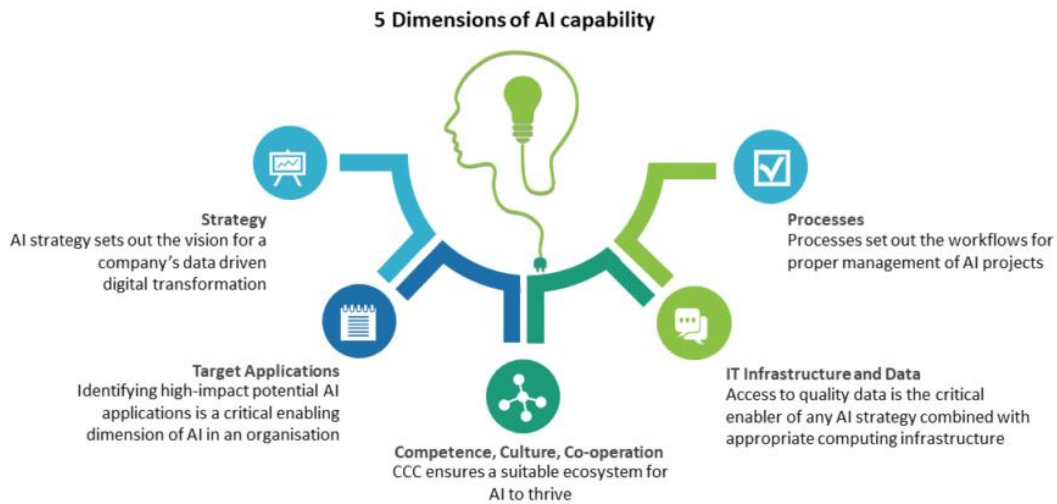 5 Dimensions of AI capability
Strategy
AI strategy sets out the vision for a
company's data driven
digital transformation
Target Applications
Identifying high-impact potential AI
applications is a critical enabling
dimension of AI in an organisation
Competence, Culture, Co-operation
CCC ensures a suitable ecosystem for
AI to thrive
IT Infrastructure and Data
Access to quality data is the critical
enabler of any AI strategy combined with
appropriate computing infrastructure
Processes
Processes set out the workflows for
proper management of AI projects